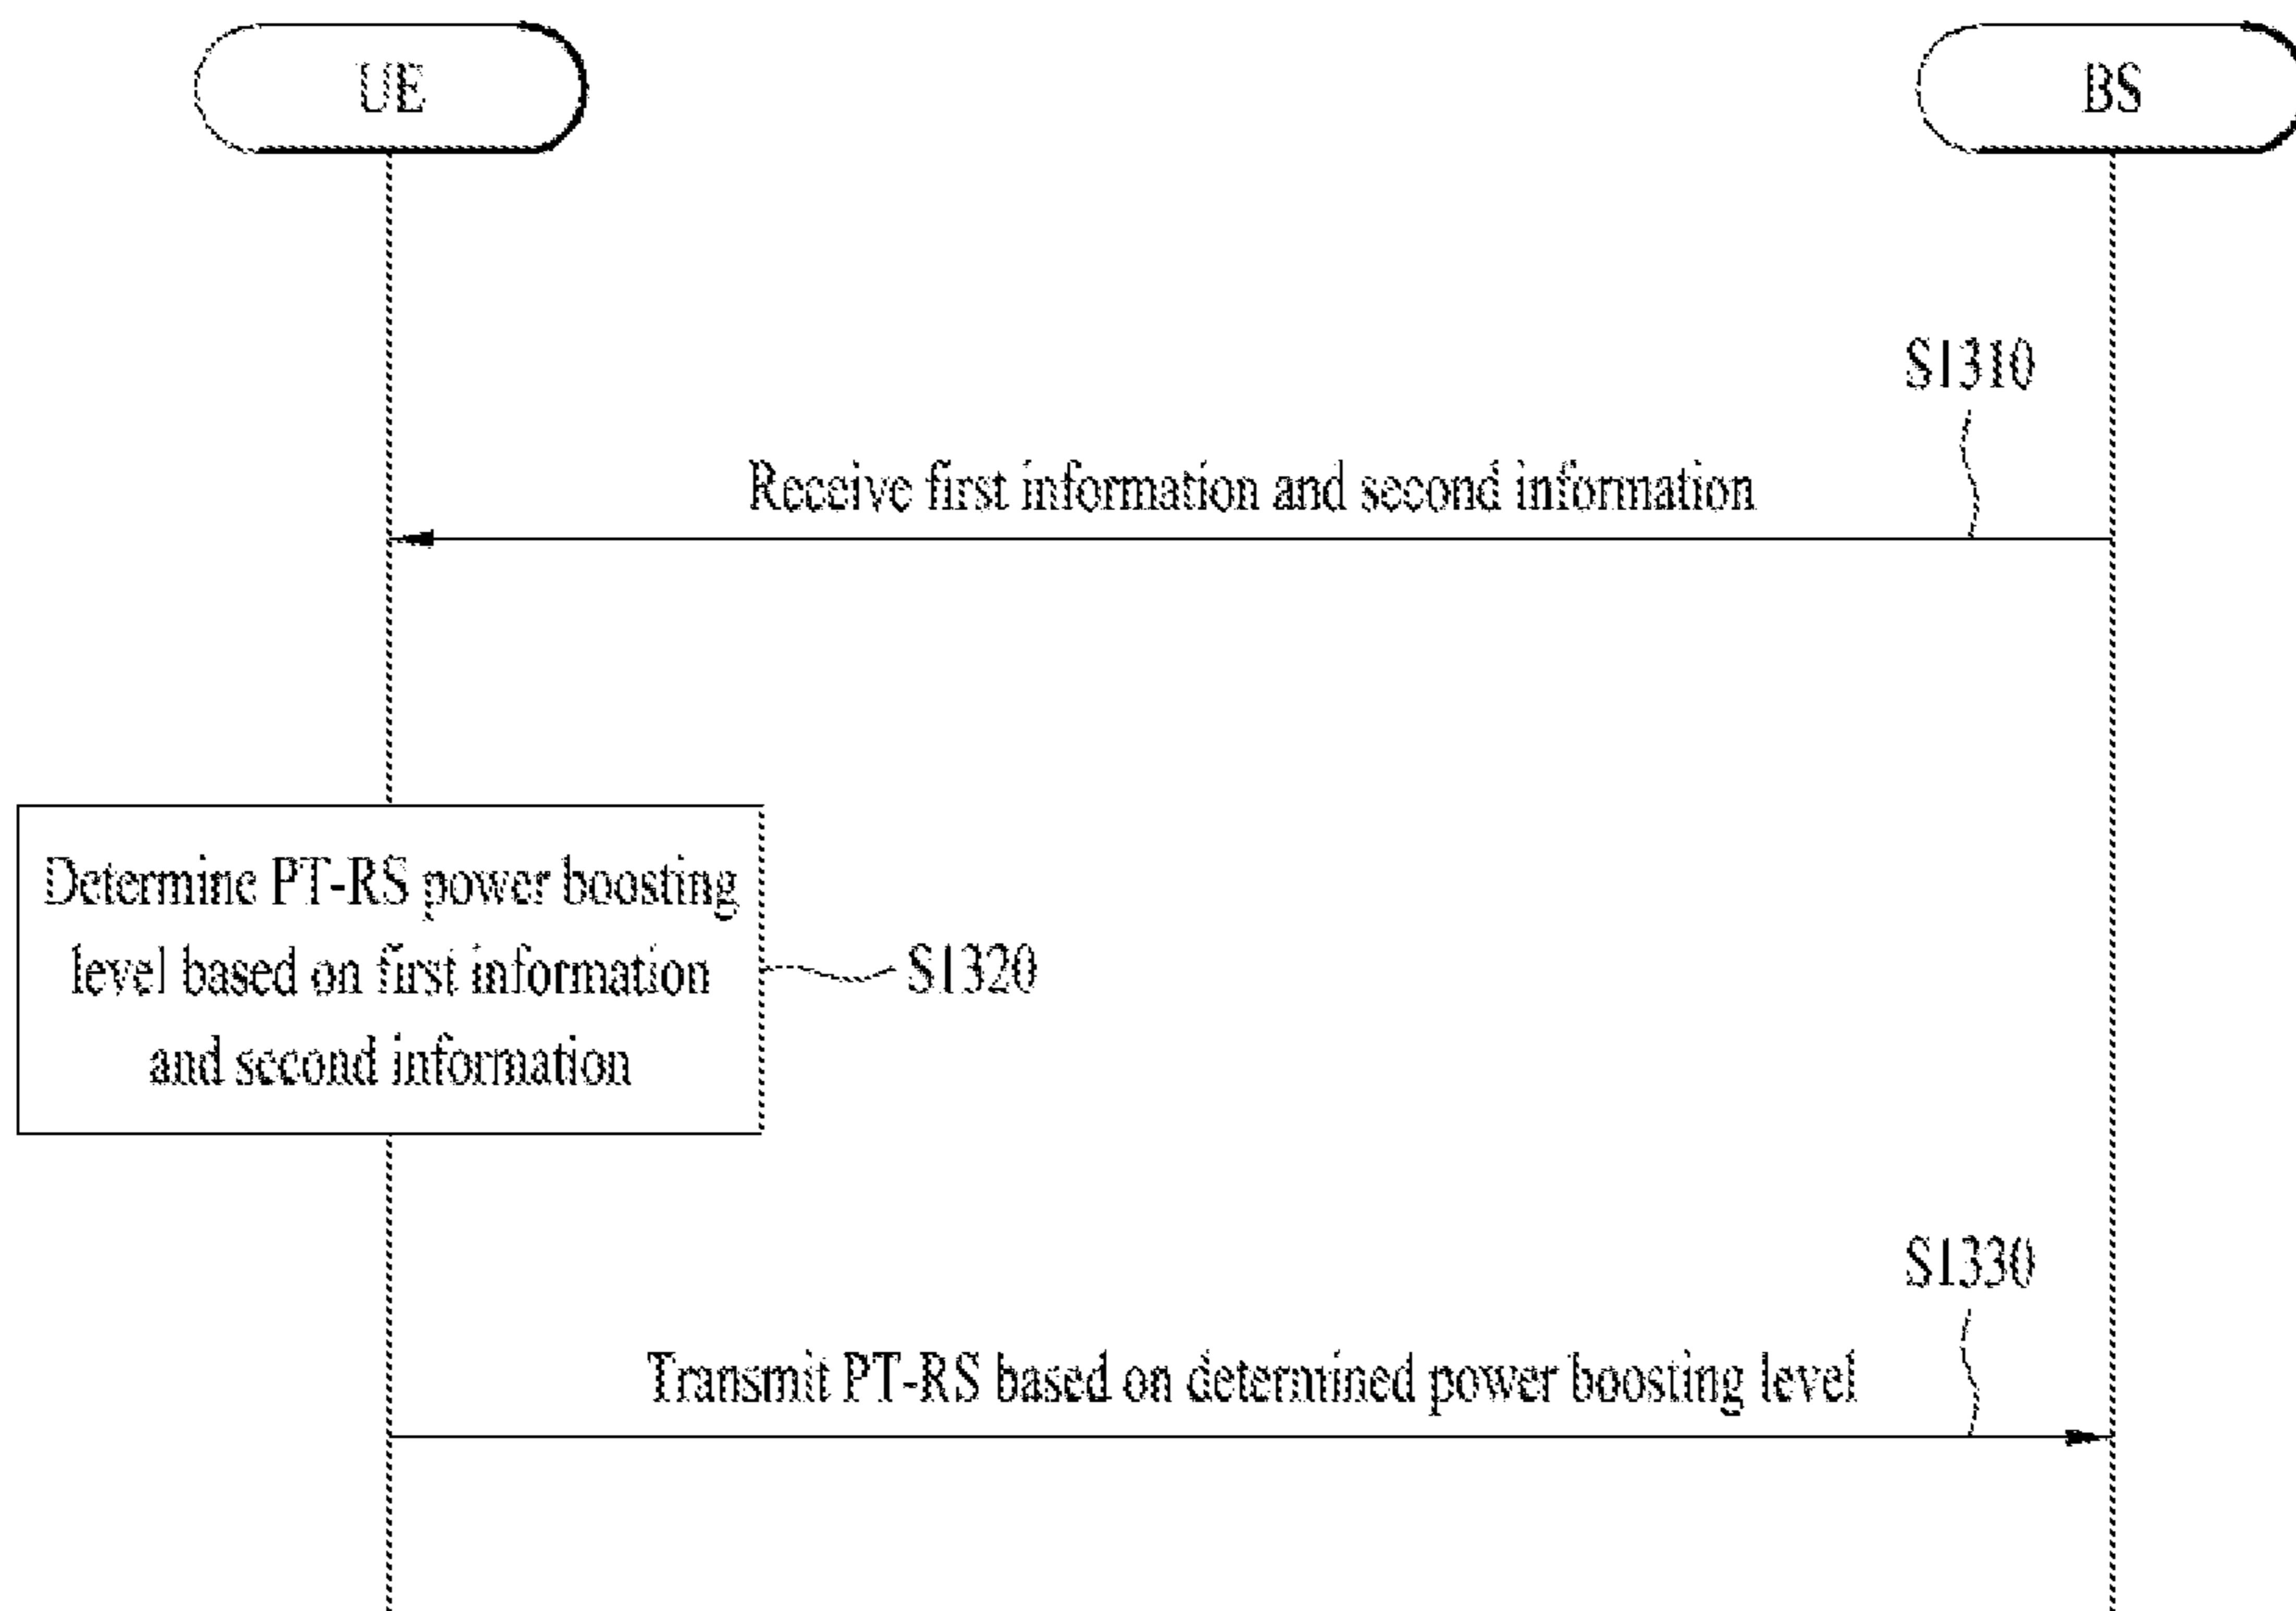 UE
BS
S1310
Receive first information and second information
Determine PT-RS power boosting
level based on first information
and second information
S1320
S1330
Transmit PT-RS based on determined power boosting level